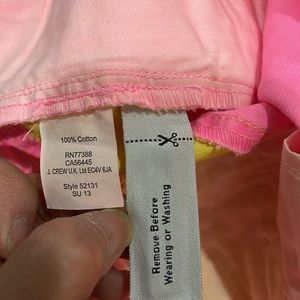 100% Cotton
RN77388
CA56445
J. CREW U.K. Ltd EC4V 6JA
Style 52131
SU 13
Remove Before
Wearing or Washing